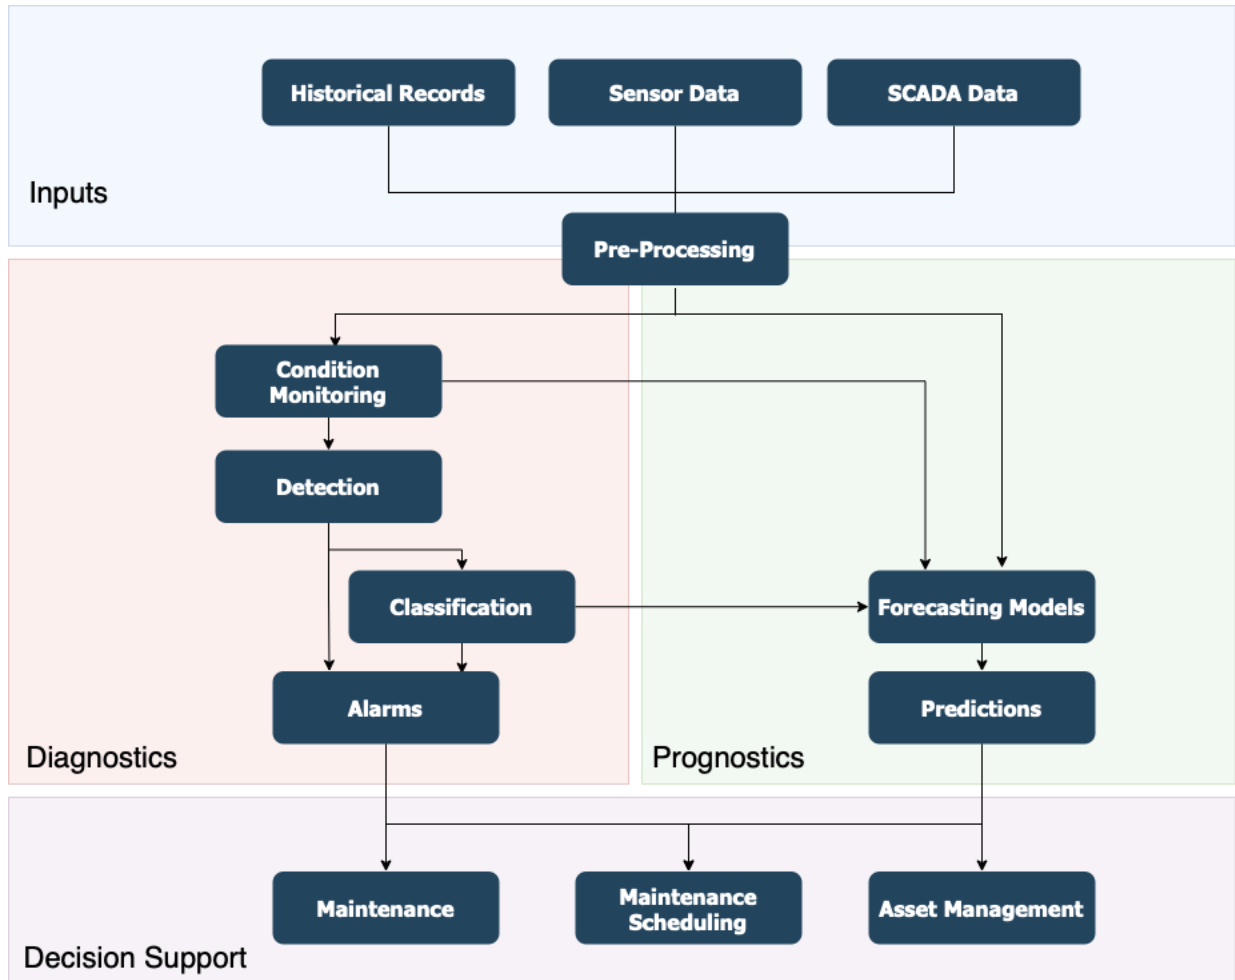 Historical Records
Sensor Data
SCADA Data
Inputs
Pre-Processing
Condition
Monitoring
Detection
Classification
Forecasting Models
Alarms
Predictions
Diagnostics
Prognostics
Maintenance
Maintenance
Scheduling
Asset Management
Decision Support